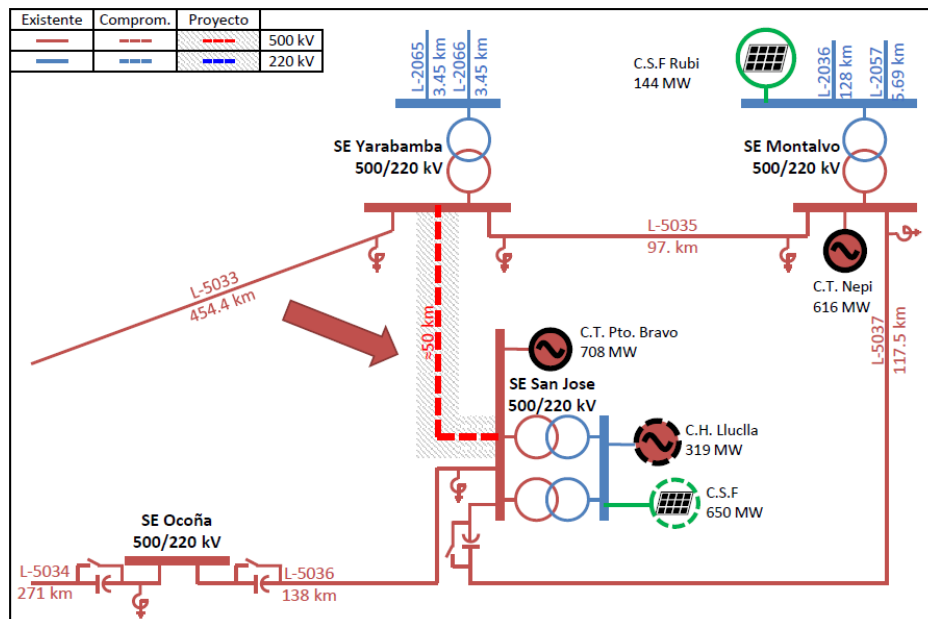 Existente Comprom. Proyecto
500 kV
220 kV
L-2065
3.45 km
L-2066
3.45 km
SE Yarabamba
500/220 kV
C.S.F Rubi
144 MW
L-2036
128 km
L-2057
5.69 km
SE Montalvo
500/220 kV
L-5035
97. km
C.T. Nepi
616 MW
L-5033
454.4 km
≈50 km
C.T. Pto. Bravo
708 MW
L-5037
117.5 km
SE San Jose
500/220 kV
C.H. Lluclla
319 MW
C.S.F
650 MW
SE Ocoña
500/220 kV
L-5034
271 km
L-5036
138 km